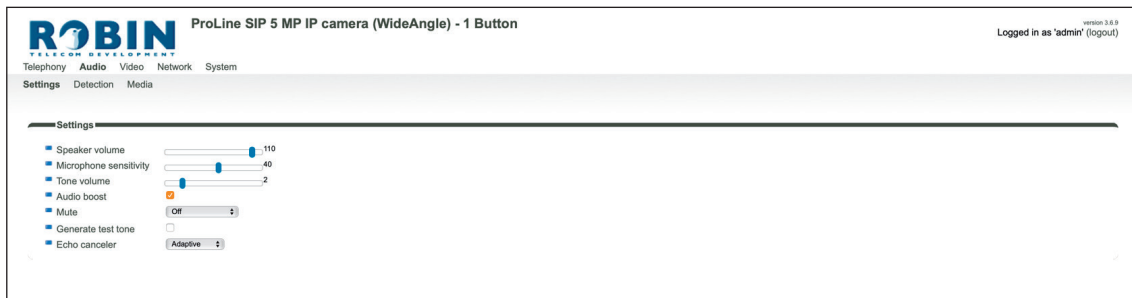 ROBIN
TELECOM DEVELOPMENT
ProLine SIP 5 MP IP camera (WideAngle) - 1 Button
version 3.6.9
Logged in as 'admin' (logout)
Telephony Audio Video Network System
Settings Detection Media
Settings
Speaker volume 110
Microphone sensitivity 40
Tone volume 2
Audio boost
Mute Off
Generate test tone
Echo canceler Adaptive